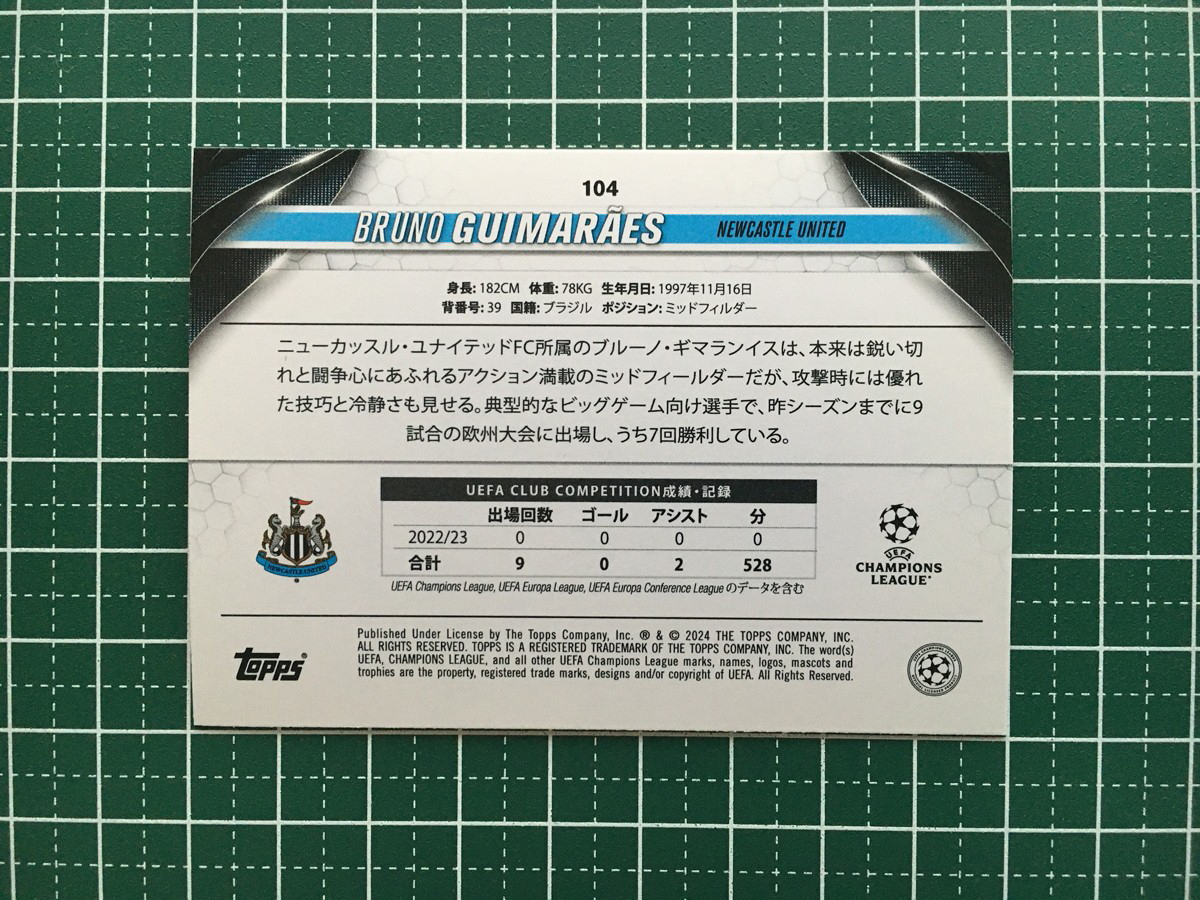 104
BRUNO GUIMARÃES NEWCASTLE UNITED
身長: 182CM 体重: 78KG 生年月日: 1997年11月16日
背番号: 39 国籍: ブラジル ポジション: ミッドフィルダー
ニューカッスル・ユナイテッドFC所属のブルーノ・ギマランイスは、本来は鋭い切
れと闘争心にあふれるアクション満載のミッドフィールダーだが、攻撃時には優れ
た技巧と冷静さも見せる。典型的なビッグゲーム向け選手で、昨シーズンまでに9
試合の欧州大会に出場し、うち7回勝利している。
UEFA CLUB COMPETITION成績・記録
出場回数 ゴール アシスト 分
2022/23 0 0 0 0
合計 9 0 2 528
UEFA Champions League, UEFA Europa League, UEFA Europa Conference League のデータを含む
NEWCASTLE UNITED
UEFA
CHAMPIONS
LEAGUE®
topps®
Published Under License by The Topps Company, Inc. ® & © 2024 THE TOPPS COMPANY, INC.
ALL RIGHTS RESERVED. TOPPS IS A REGISTERED TRADEMARK OF THE TOPPS COMPANY, INC. The word(s)
UEFA, CHAMPIONS LEAGUE, and all other UEFA Champions League marks, names, logos, mascots and
trophies are the property, registered trade marks, designs and/or copyright of UEFA. All Rights Reserved.